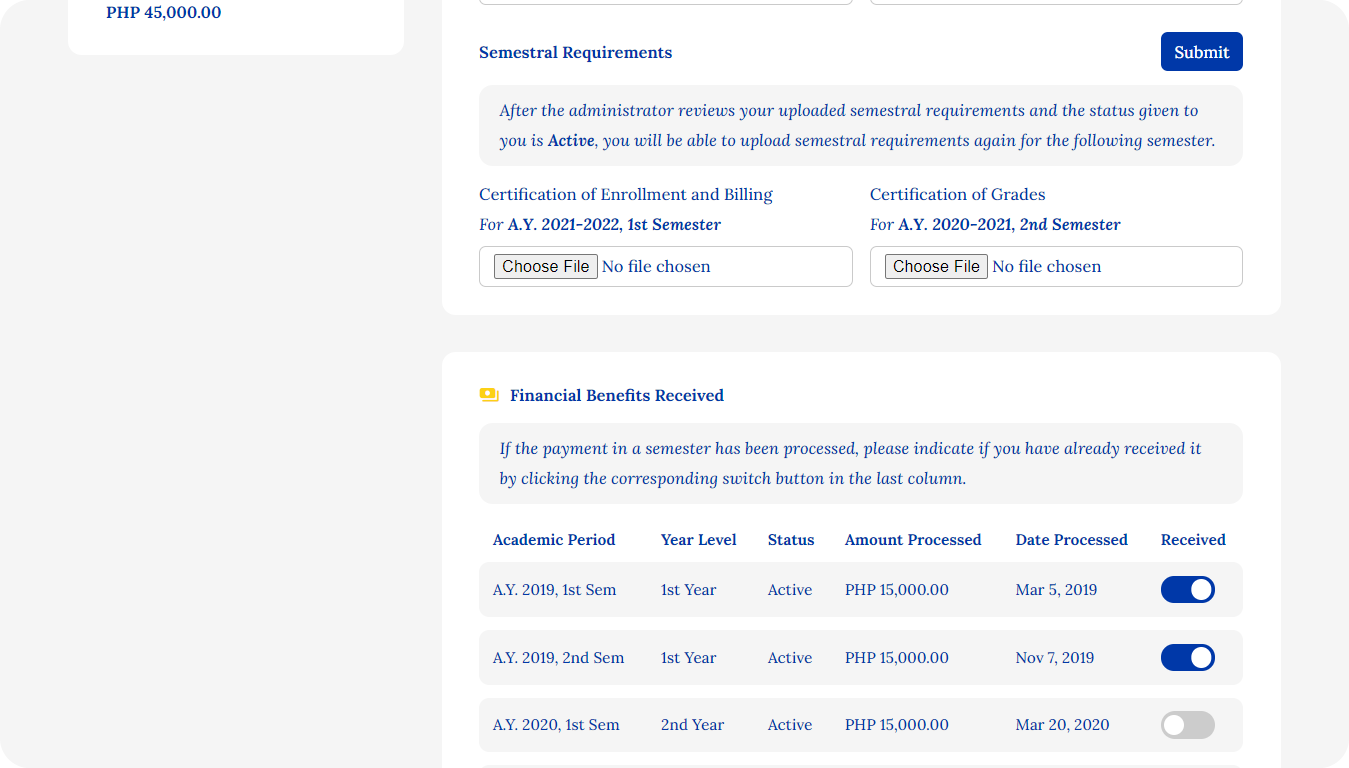 PHP 45,000.00
Semestral Requirements
Submit
After the administrator reviews your uploaded semestral requirements and the status given to
you is Active, you will be able to upload semestral requirements again for the following semester.
Certification of Enrollment and Billing
For A.Y. 2021-2022, 1st Semester
Choose File No file chosen
Certification of Grades
For A.Y. 2020-2021, 2nd Semester
Choose File No file chosen
Financial Benefits Received
If the payment in a semester has been processed, please indicate if you have already received it
by clicking the corresponding switch button in the last column.
Academic Period Year Level Status Amount Processed Date Processed Received
A.Y. 2019, 1st Sem 1st Year Active PHP 15,000.00 Mar 5, 2019
A.Y. 2019, 2nd Sem 1st Year Active PHP 15,000.00 Nov 7, 2019
A.Y. 2020, 1st Sem 2nd Year Active PHP 15,000.00 Mar 20, 2020